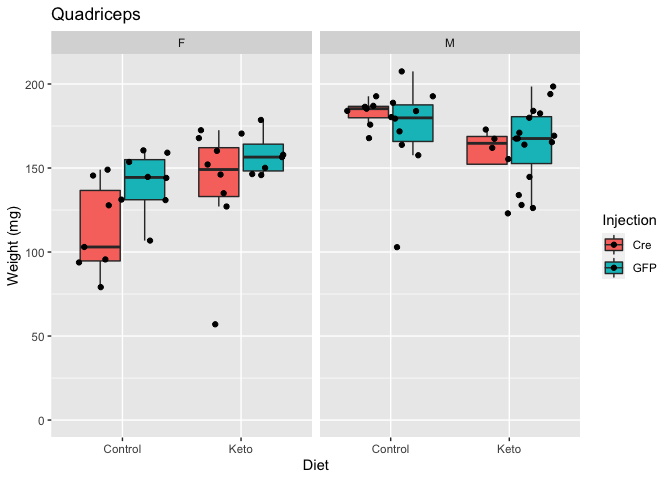 Quadriceps
F
M
200
150
100
50
0
Weight (mg)
Control
Keto
Control
Keto
Diet
Injection
Cre
GFP